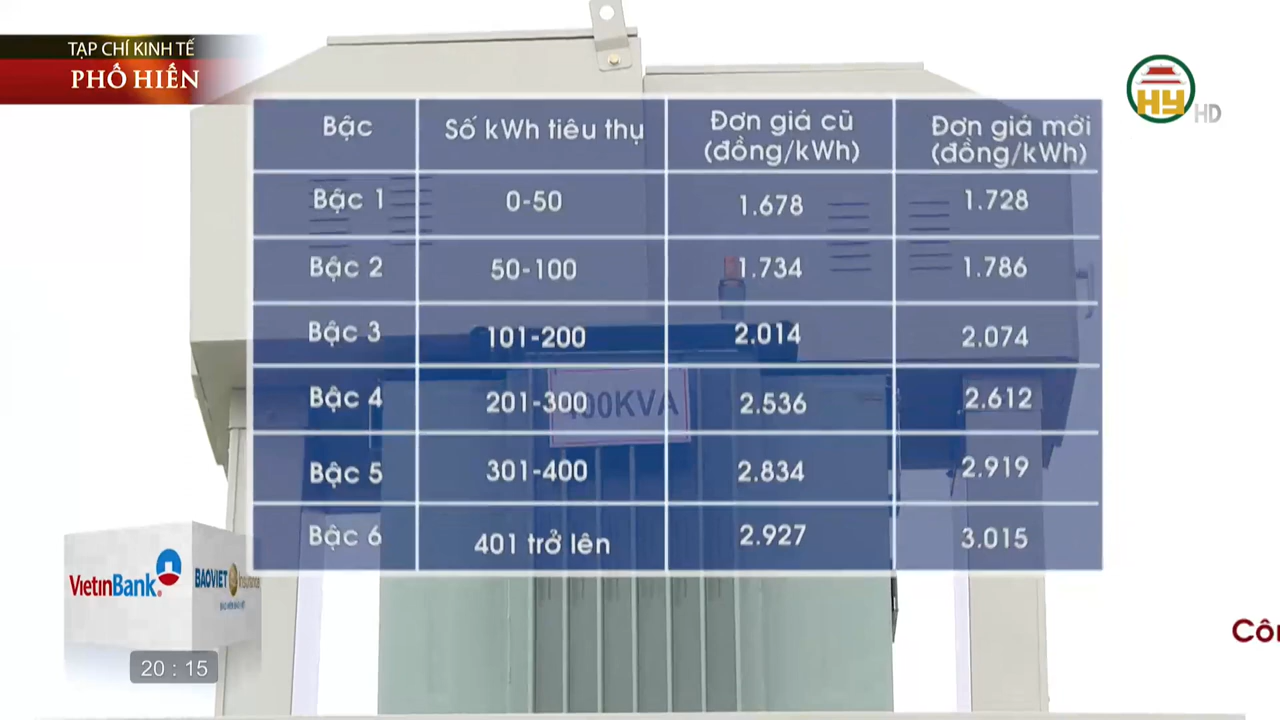 TẠP CHÍ KINH TẾ
PHỐ HIẾN
HY HD
Bậc Số kWh tiêu thụ Đơn giá cũ (đồng/kWh) Đơn giá mới (đồng/kWh)
Bậc 1 0-50 1.678 1.728
Bậc 2 50-100 1.734 1.786
Bậc 3 101-200 2.014 2.074
Bậc 4 201-300 2.536 2.612
Bậc 5 301-400 2.834 2.919
Bậc 6 401 trở lên 2.927 3.015
VietinBank
BAOVIET Insurance
20 : 15